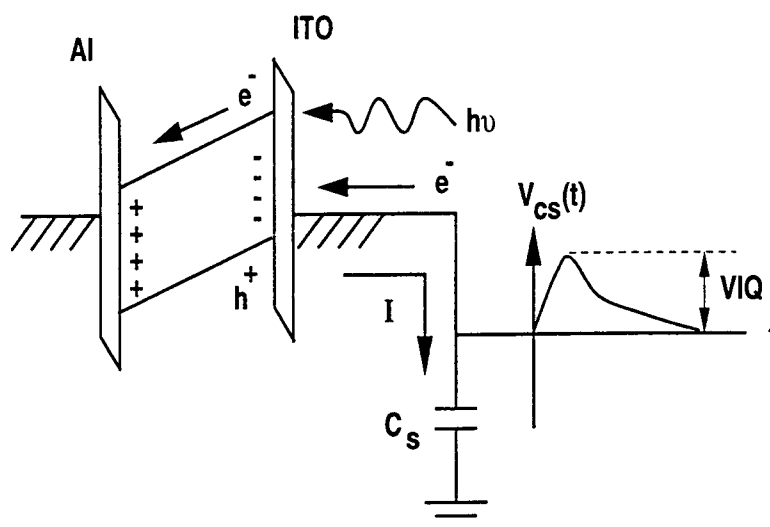 Al
ITO
e-
hυ
e-
Vcs(t)
- - - -
+ + + +
h+
I
VIQ
Cs